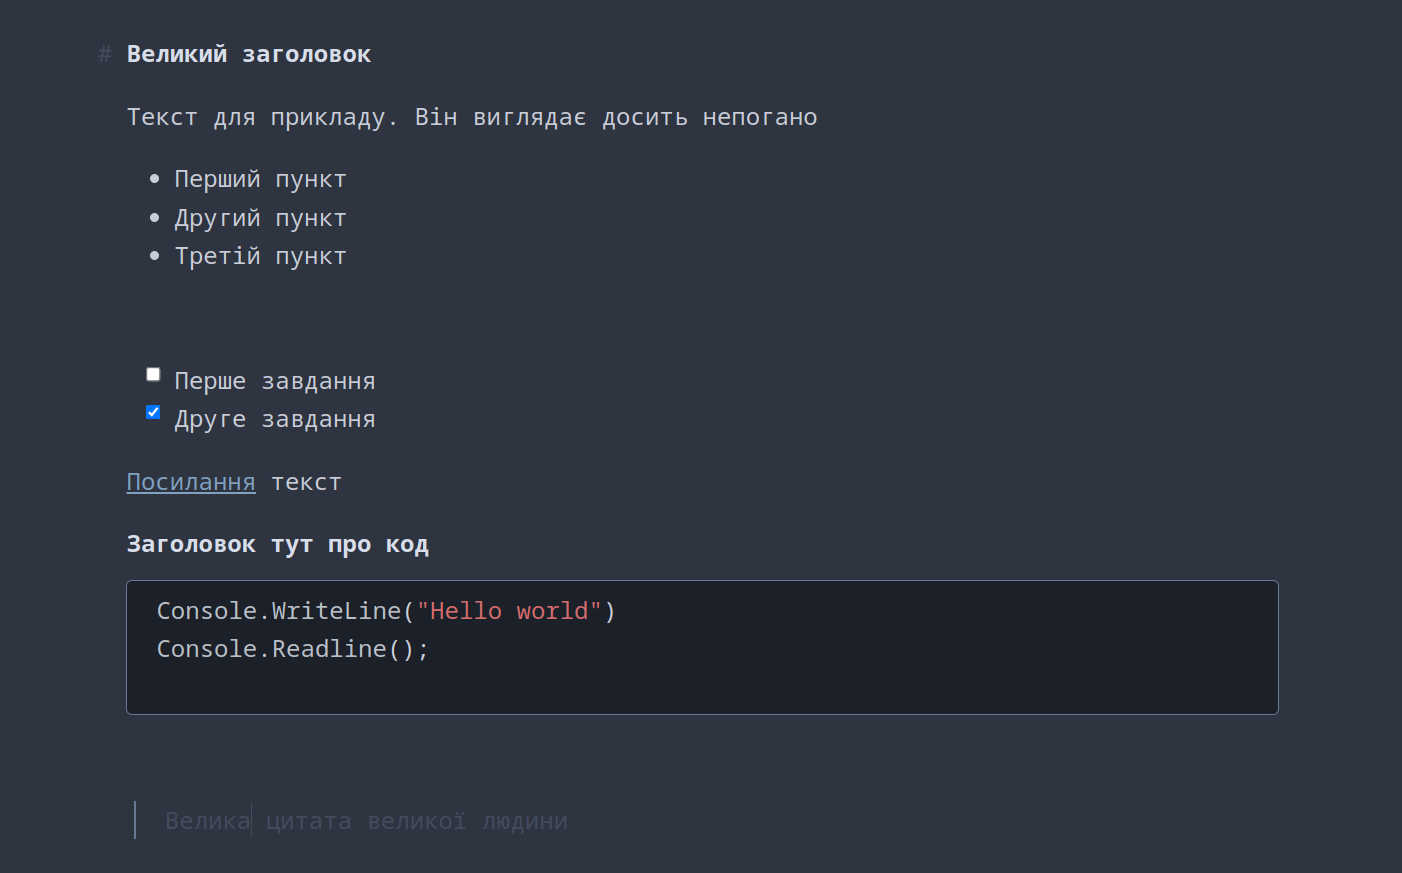 # Великий заголовок
Текст для прикладу. Він виглядає досить непогано
Перший пункт
Другий пункт
Третій пункт
Перше завдання
Друге завдання
Посилання текст
Заголовок тут про код
Console.WriteLine("Hello world")
Console.Readline();
Велика цитата великої людини